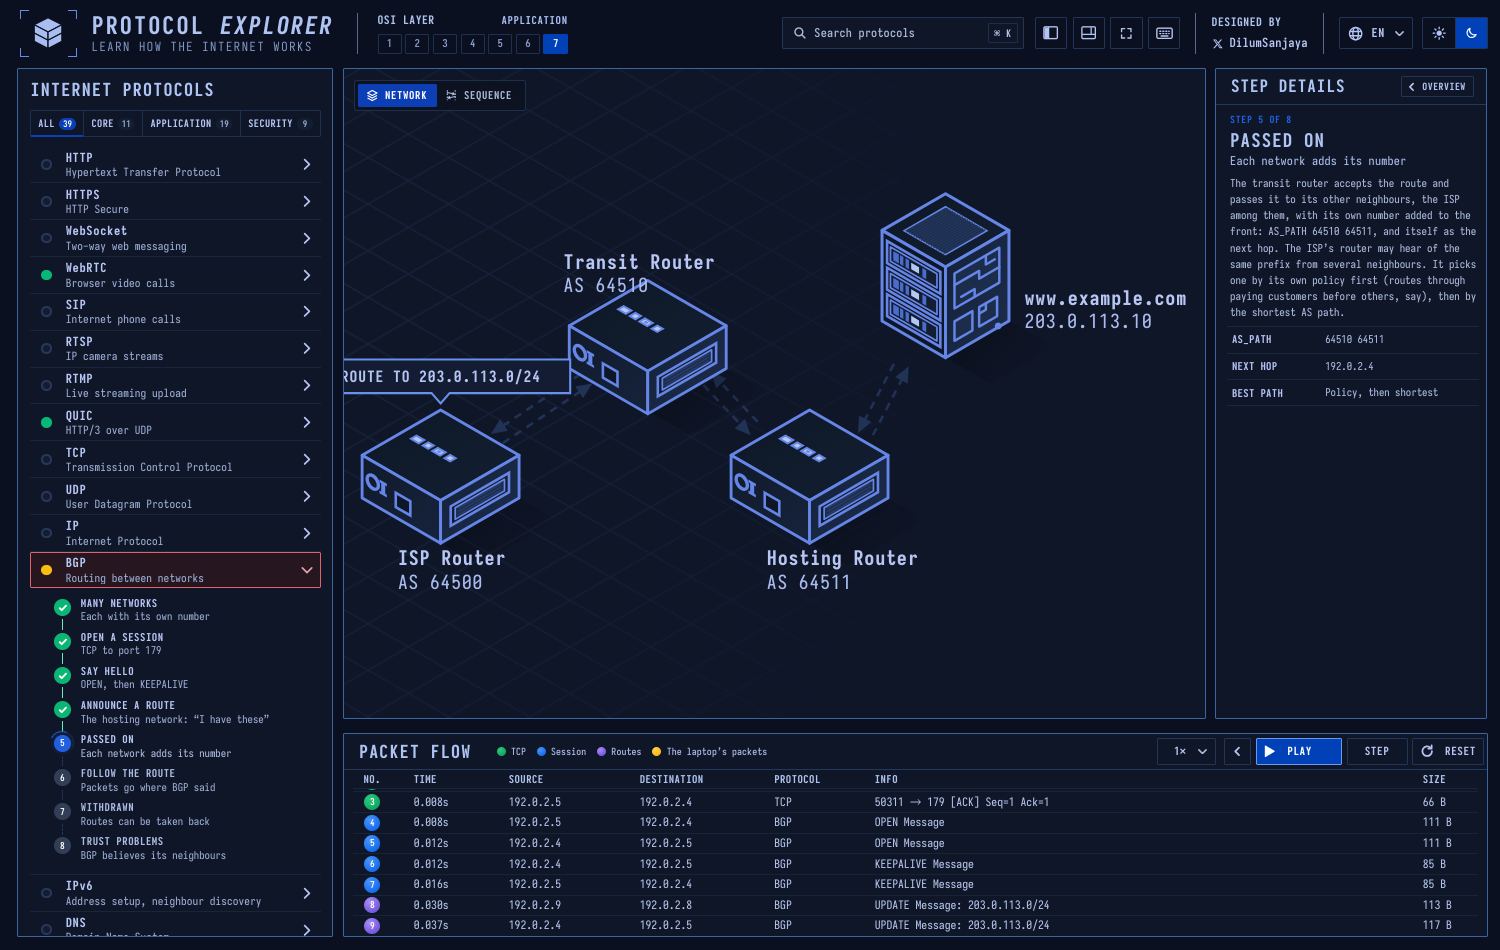 PROTOCOL EXPLORER
LEARN HOW THE INTERNET WORKS
OSI LAYER APPLICATION
1 2 3 4 5 6 7
Search protocols ⌘ K
DESIGNED BY
DilumSanjaya
EN
INTERNET PROTOCOLS
ALL 39 CORE 11 APPLICATION 19 SECURITY 9
HTTP
Hypertext Transfer Protocol
HTTPS
HTTP Secure
WebSocket
Two-way web messaging
WebRTC
Browser video calls
SIP
Internet phone calls
RTSP
IP camera streams
RTMP
Live streaming upload
QUIC
HTTP/3 over UDP
TCP
Transmission Control Protocol
UDP
User Datagram Protocol
IP
Internet Protocol
BGP
Routing between networks
MANY NETWORKS
Each with its own number
OPEN A SESSION
TCP to port 179
SAY HELLO
OPEN, then KEEPALIVE
ANNOUNCE A ROUTE
The hosting network: “I have these”
5 PASSED ON
Each network adds its number
6 FOLLOW THE ROUTE
Packets go where BGP said
7 WITHDRAWN
Routes can be taken back
8 TRUST PROBLEMS
BGP believes its neighbours
IPv6
Address setup, neighbour discovery
DNS
Domain Name System
NETWORK SEQUENCE
Transit Router
AS 64510
www.example.com
203.0.113.10
ROUTE TO 203.0.113.0/24
ISP Router
AS 64500
Hosting Router
AS 64511
STEP DETAILS OVERVIEW
STEP 5 OF 8
PASSED ON
Each network adds its number
The transit router accepts the route and
passes it to its other neighbours, the ISP
among them, with its own number added to the
front: AS_PATH 64510 64511, and itself as the
next hop. The ISP’s router may hear of the
same prefix from several neighbours. It picks
one by its own policy first (routes through
paying customers before others, say), then by
the shortest AS path.
AS_PATH 64510 64511
NEXT HOP 192.0.2.4
BEST PATH Policy, then shortest
PACKET FLOW TCP Session Routes The laptop’s packets 1× PLAY STEP RESET
NO. TIME SOURCE DESTINATION PROTOCOL INFO SIZE
3 0.008s 192.0.2.5 192.0.2.4 TCP 50311 → 179 [ACK] Seq=1 Ack=1 66 B
4 0.008s 192.0.2.5 192.0.2.4 BGP OPEN Message 111 B
5 0.012s 192.0.2.4 192.0.2.5 BGP OPEN Message 111 B
6 0.012s 192.0.2.4 192.0.2.5 BGP KEEPALIVE Message 85 B
7 0.016s 192.0.2.5 192.0.2.4 BGP KEEPALIVE Message 85 B
8 0.030s 192.0.2.9 192.0.2.8 BGP UPDATE Message: 203.0.113.0/24 113 B
9 0.037s 192.0.2.4 192.0.2.5 BGP UPDATE Message: 203.0.113.0/24 117 B